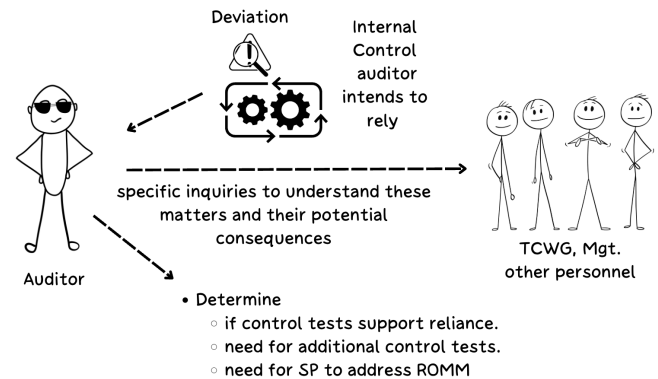 Deviation
Internal
Control
auditor
intends to
rely
specific inquiries to understand these
matters and their potential
consequences
Auditor
TCWG, Mgt.
other personnel
• Determine
○ if control tests support reliance.
○ need for additional control tests.
○ need for SP to address ROMM